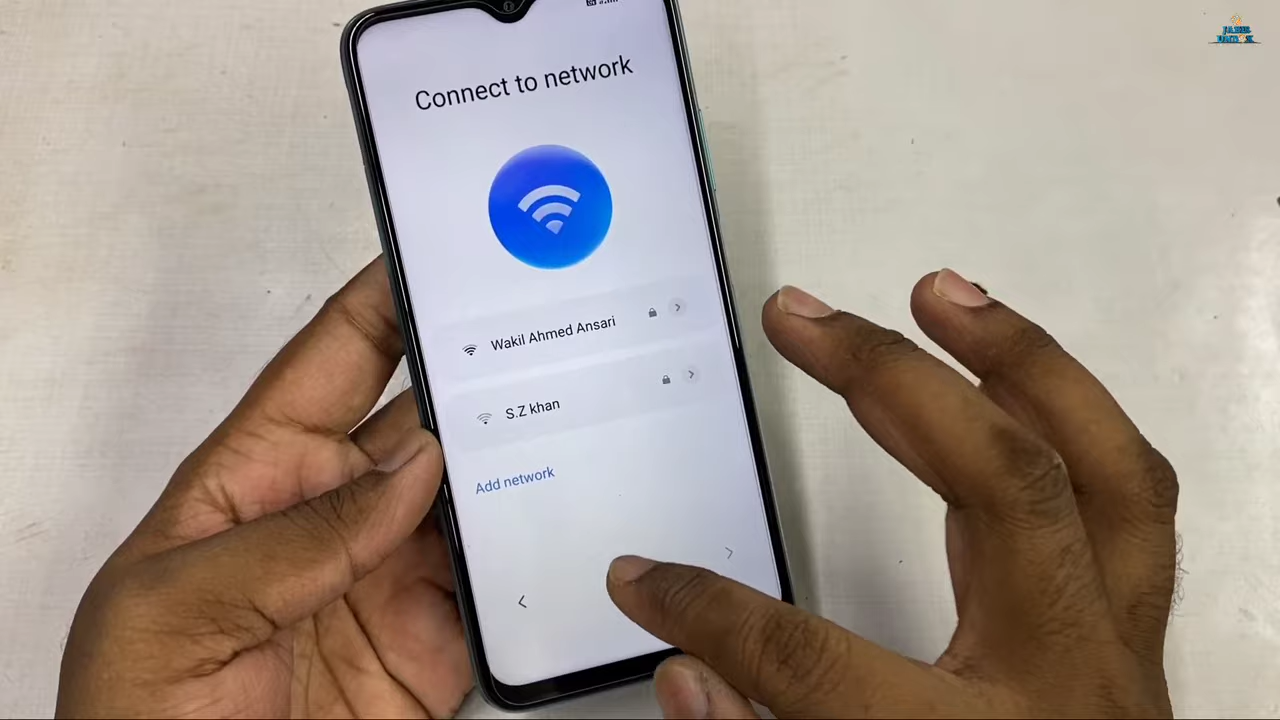 Connect to network
Wakil Ahmed Ansari
S.Z khan
Add network